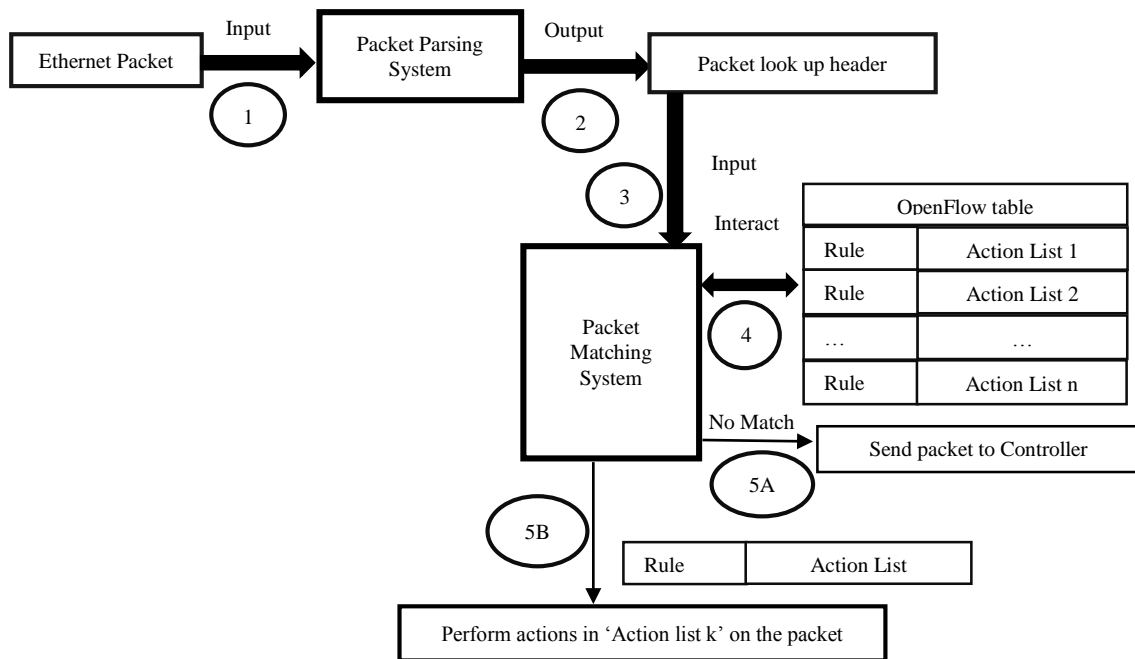 Input
Output
Ethernet Packet
Packet Parsing
System
Packet look up header
1
2
3
Input
Interact
4
OpenFlow table
Rule
Action List 1
Rule
Action List 2
…
…
Rule
Action List n
Packet
Matching
System
No Match
Send packet to Controller
5A
5B
Rule
Action List
Perform actions in ‘Action list k’ on the packet